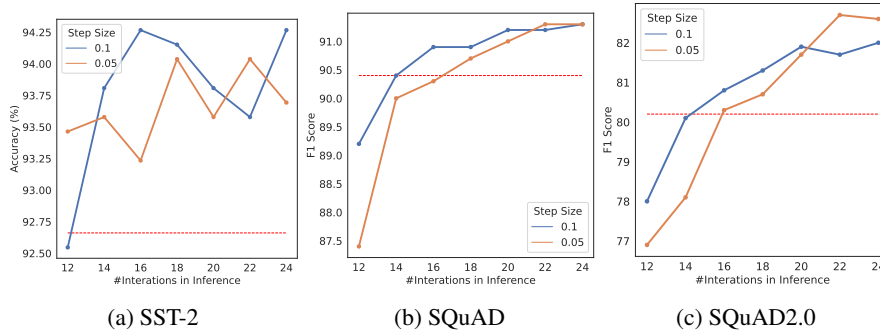 94.25
94.00
93.75
93.50
93.25
93.00
92.75
92.50
Accuracy (%)
Step Size
0.1
0.05
12 14 16 18 20 22 24
#Interations in Inference
(a) SST-2
91.0
90.5
90.0
89.5
89.0
88.5
88.0
87.5
F1 Score
Step Size
0.1
0.05
12 14 16 18 20 22 24
#Interations in Inference
(b) SQuAD
82
81
80
79
78
77
F1 Score
Step Size
0.1
0.05
12 14 16 18 20 22 24
#Interations in Inference
(c) SQuAD2.0